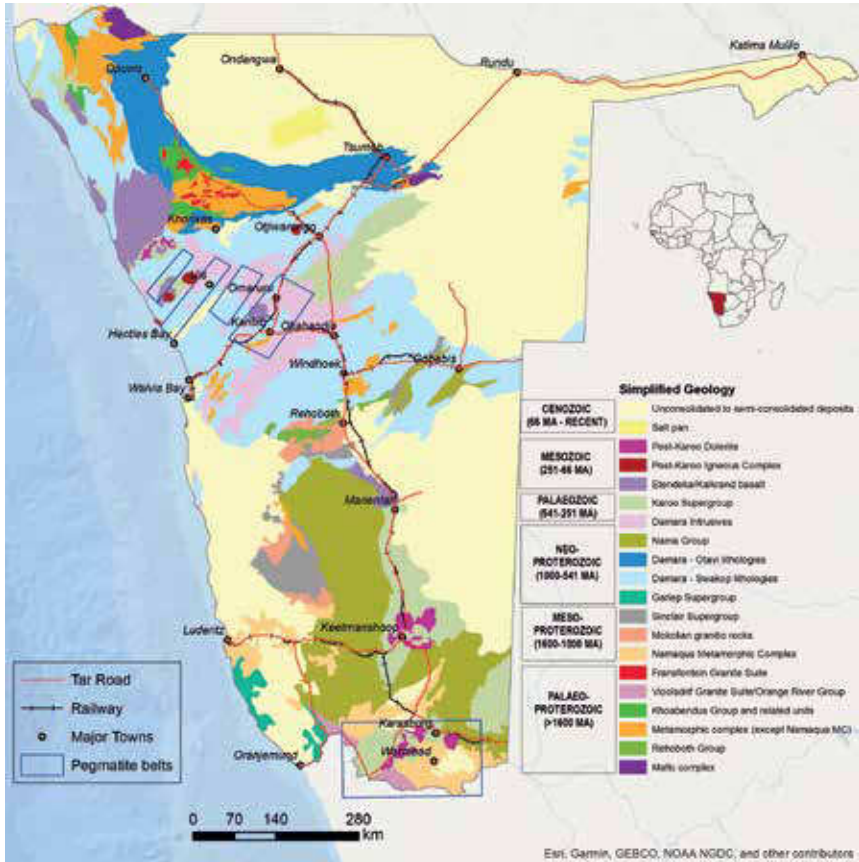 Ondangwa
Rundu
Katima Mulilo
Opuwo
Tsumeb
Khorixas
Otjiwarongo
Omaruru
Karibib
Okahandja
Henties Bay
Windhoek
Gobabis
Walvis Bay
Rehoboth
Mariental
Luderitz
Keetmanshoop
Karasburg
Warmbad
Oranjemund
Simplified Geology
CENOZOIC
(66 MA - RECENT)
MESOZOIC
(251-66 MA)
PALAEOZOIC
(541-251 MA)
NEO-
PROTEROZOIC
(1000-541 MA)
MESO-
PROTEROZOIC
(1600-1000 MA)
PALAEO-
PROTEROZOIC
(>1600 MA)
Unconsolidated to semi-consolidated deposits
Salt pan
Post-Karoo Dolerite
Post-Karoo Igneous Complex
Etendeka/Kalkrand basalt
Karoo Supergroup
Damara Intrusives
Nama Group
Damara - Otavi lithologies
Damara - Swakop lithologies
Gariep Supergroup
Sinclair Supergroup
Mokolian granitic rocks
Namaqua Metamorphic Complex
Fransfontein Granite Suite
Vioolsdrif Granite Suite/Orange River Group
Khoabendus Group and related units
Metamorphic complex (except Namaqua MC)
Rehoboth Group
Mafic complex
Tar Road
Railway
Major Towns
Pegmatite belts
0 70 140 280
km
Esri, Garmin, GEBCO, NOAA NGDC, and other contributors